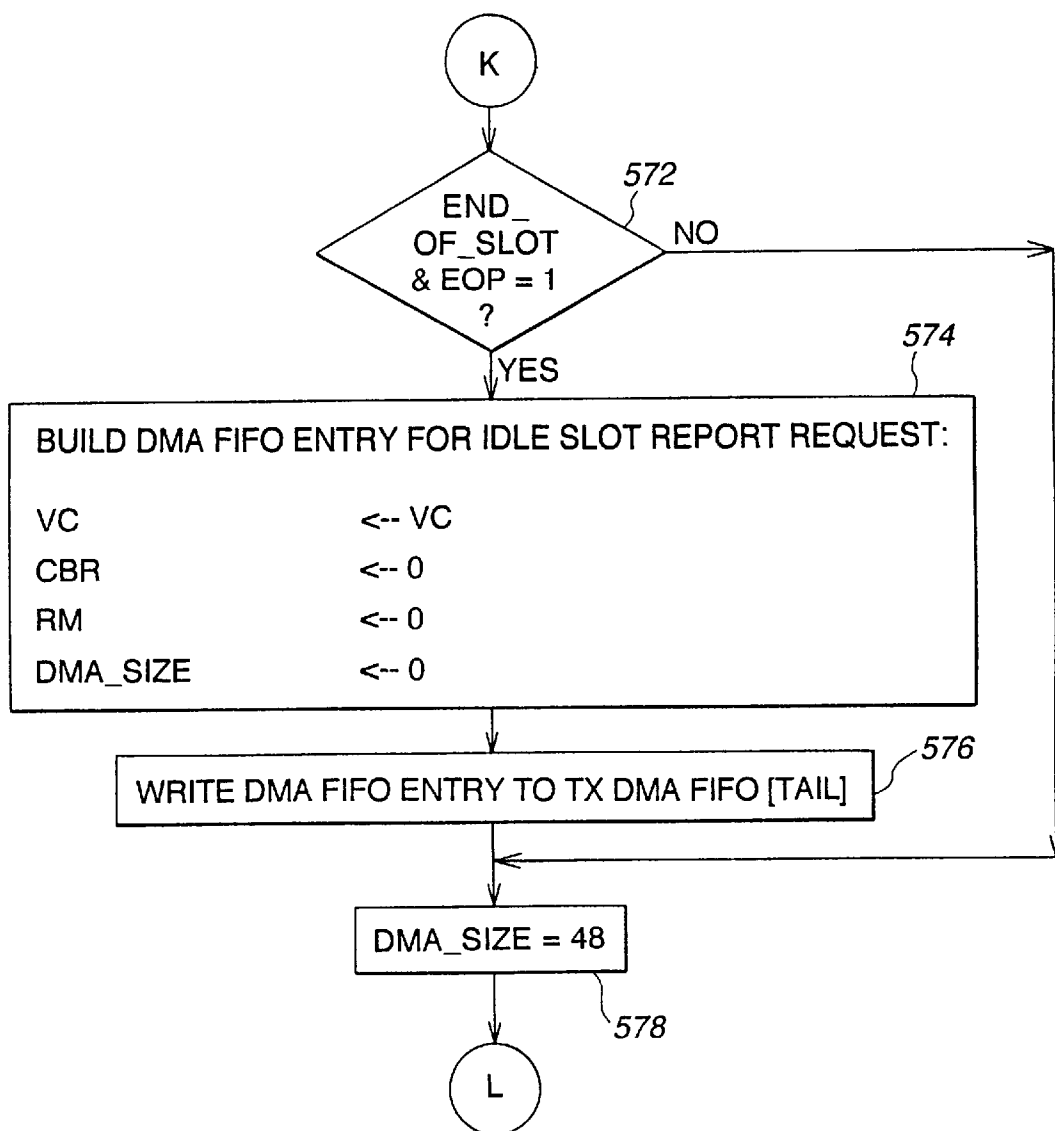 K
572
END_
OF_SLOT
& EOP = 1
?
NO
YES
574
BUILD DMA FIFO ENTRY FOR IDLE SLOT REPORT REQUEST:
VC <-- VC
CBR <-- 0
RM <-- 0
DMA_SIZE <-- 0
576
WRITE DMA FIFO ENTRY TO TX DMA FIFO [TAIL]
DMA_SIZE = 48
578
L